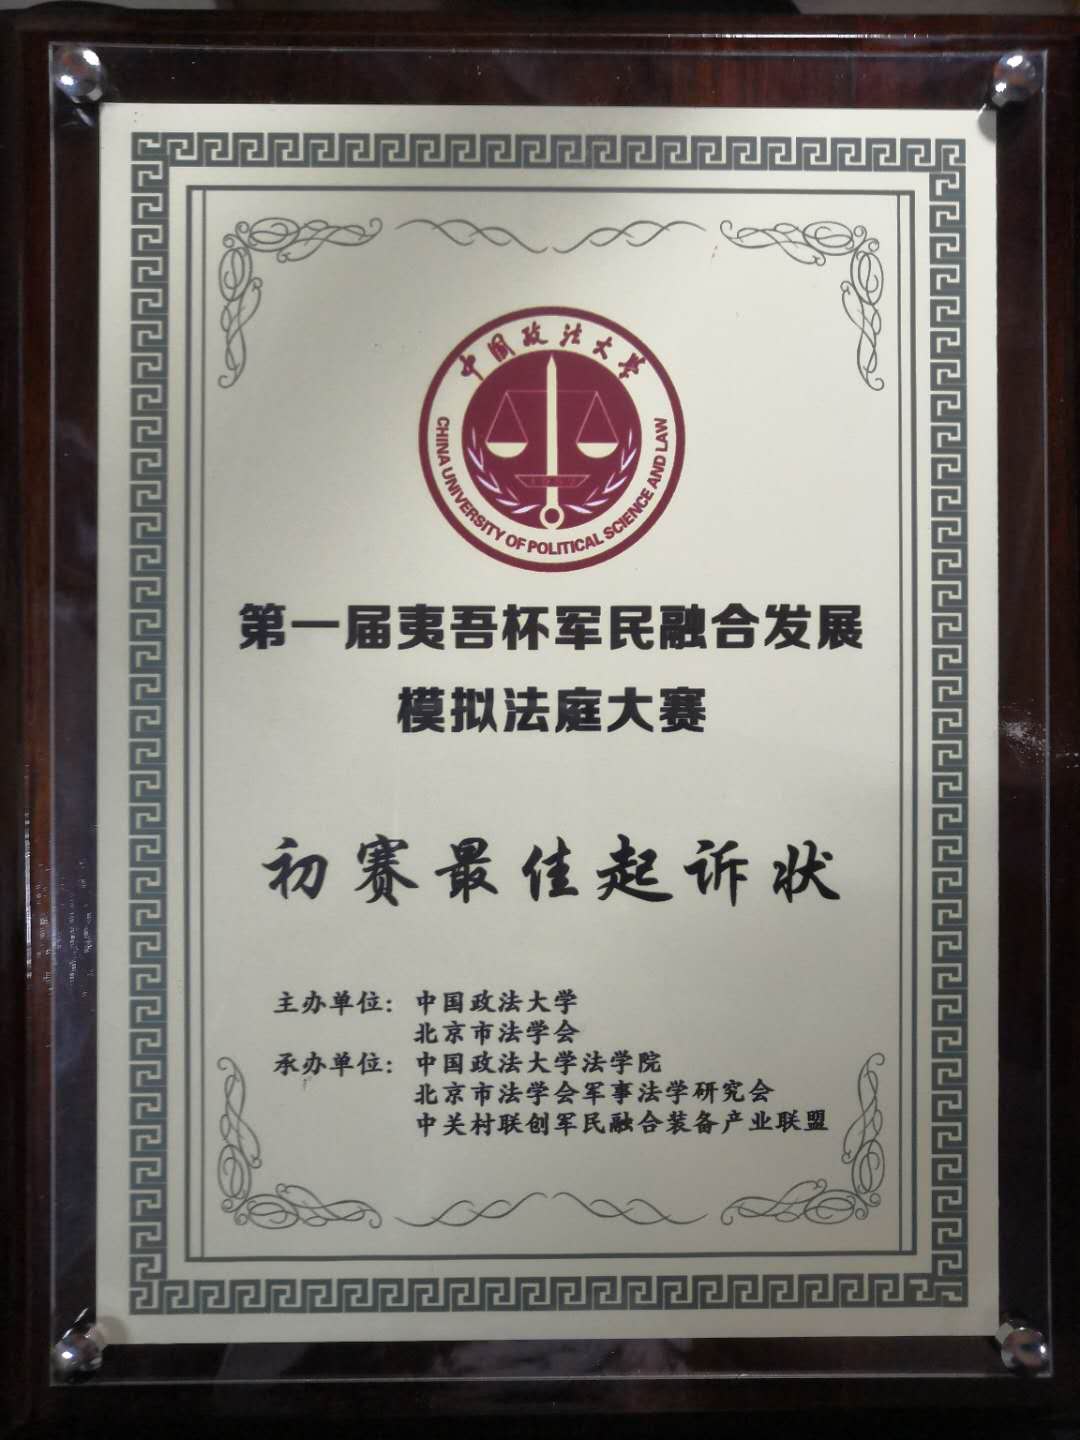 中国政法大学
CHINA UNIVERSITY OF POLITICAL SCIENCE AND LAW
1952
第一届夷吾杯军民融合发展
模拟法庭大赛
初赛最佳起诉状
主办单位：中国政法大学
北京市法学会
承办单位：中国政法大学法学院
北京市法学会军事法学研究会
中关村联创军民融合装备产业联盟